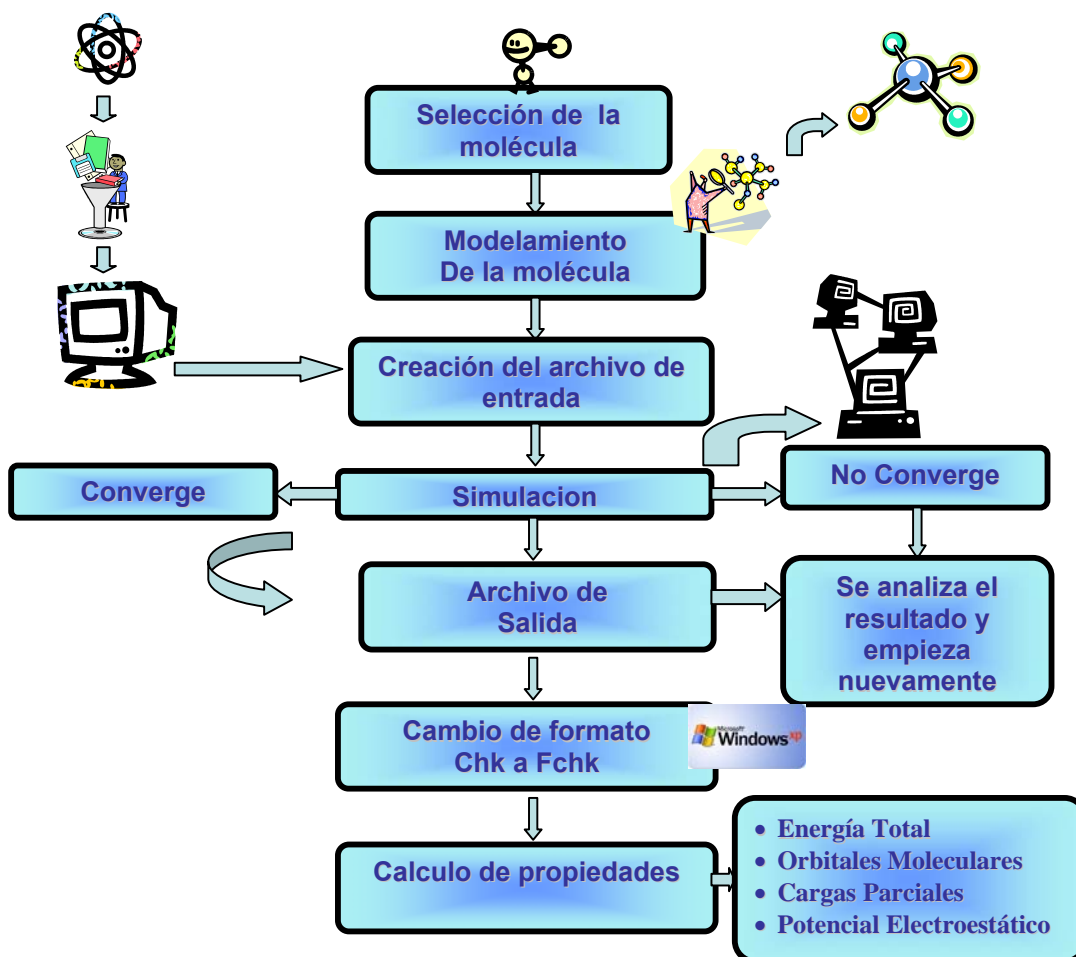 Selección de la
molécula
Modelamiento
De la molécula
Creación del archivo de
entrada
Converge
Simulacion
No Converge
Archivo de
Salida
Se analiza el
resultado y
empieza
nuevamente
Cambio de formato
Chk a Fchk
Microsoft
Windows xp
Calculo de propiedades
• Energía Total
• Orbitales Moleculares
• Cargas Parciales
• Potencial Electroestático